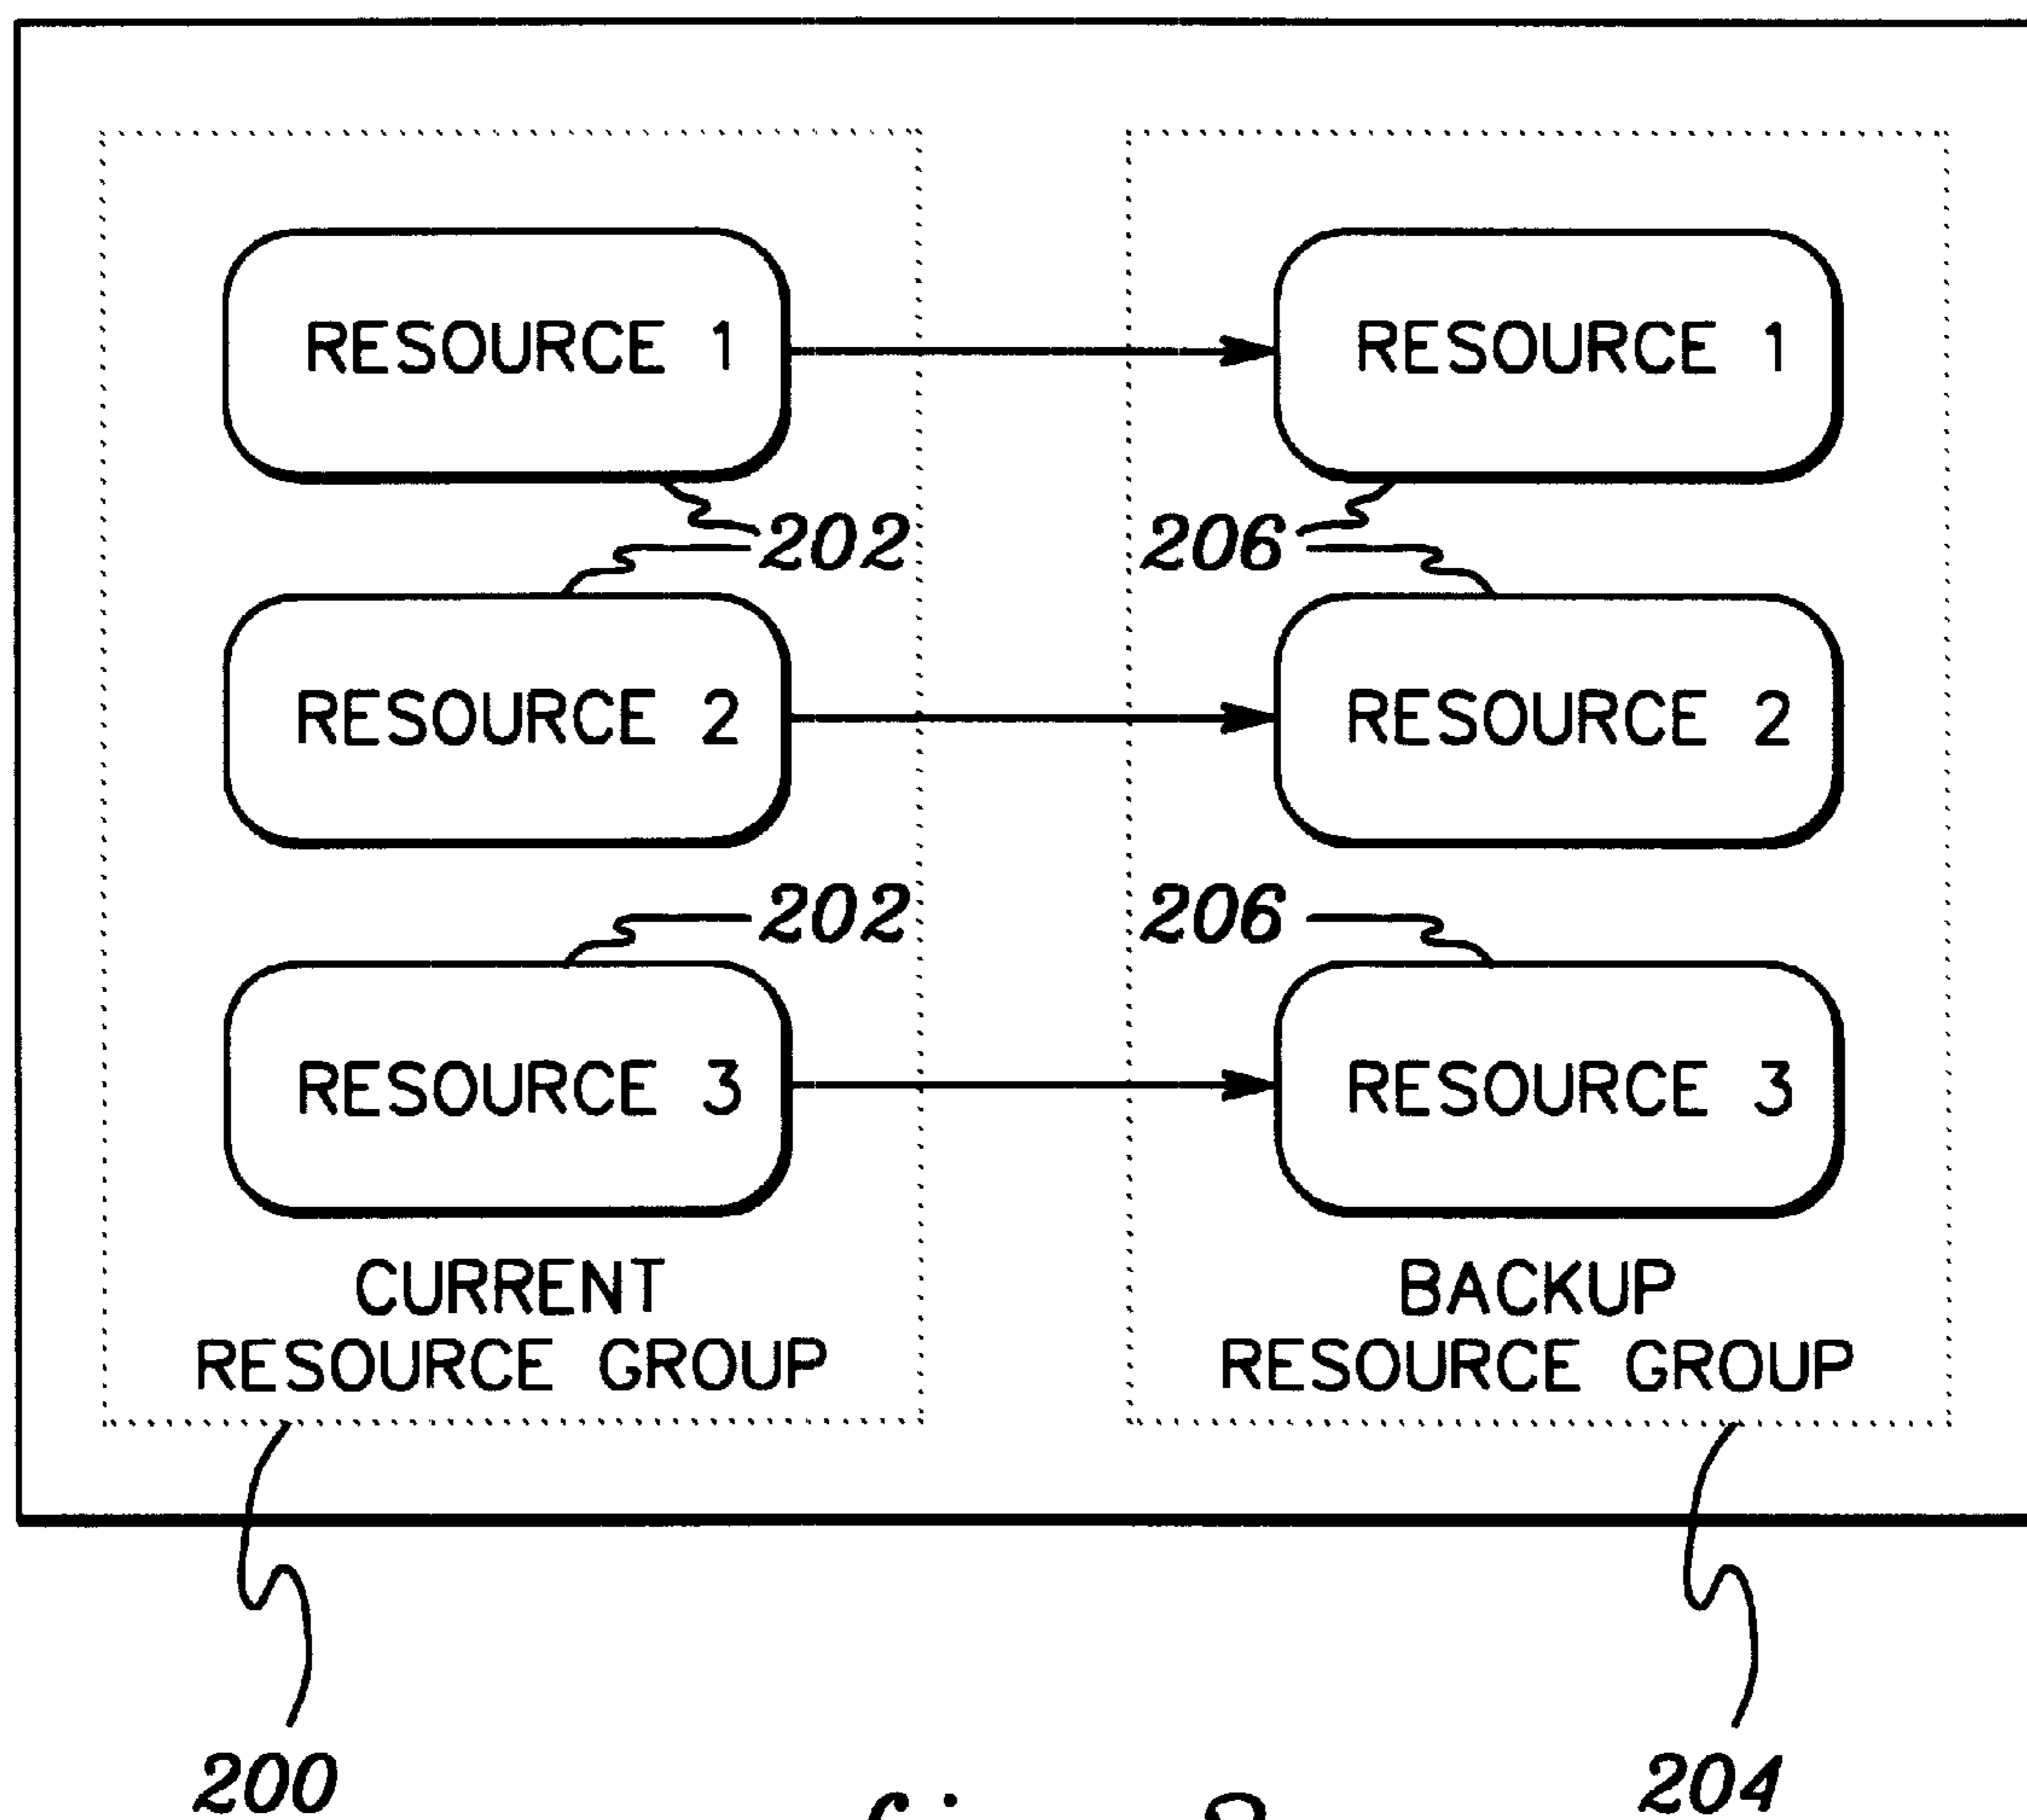 RESOURCE 1
RESOURCE 1
202
206
RESOURCE 2
RESOURCE 2
202
206
RESOURCE 3
RESOURCE 3
CURRENT
RESOURCE GROUP
BACKUP
RESOURCE GROUP
200
204